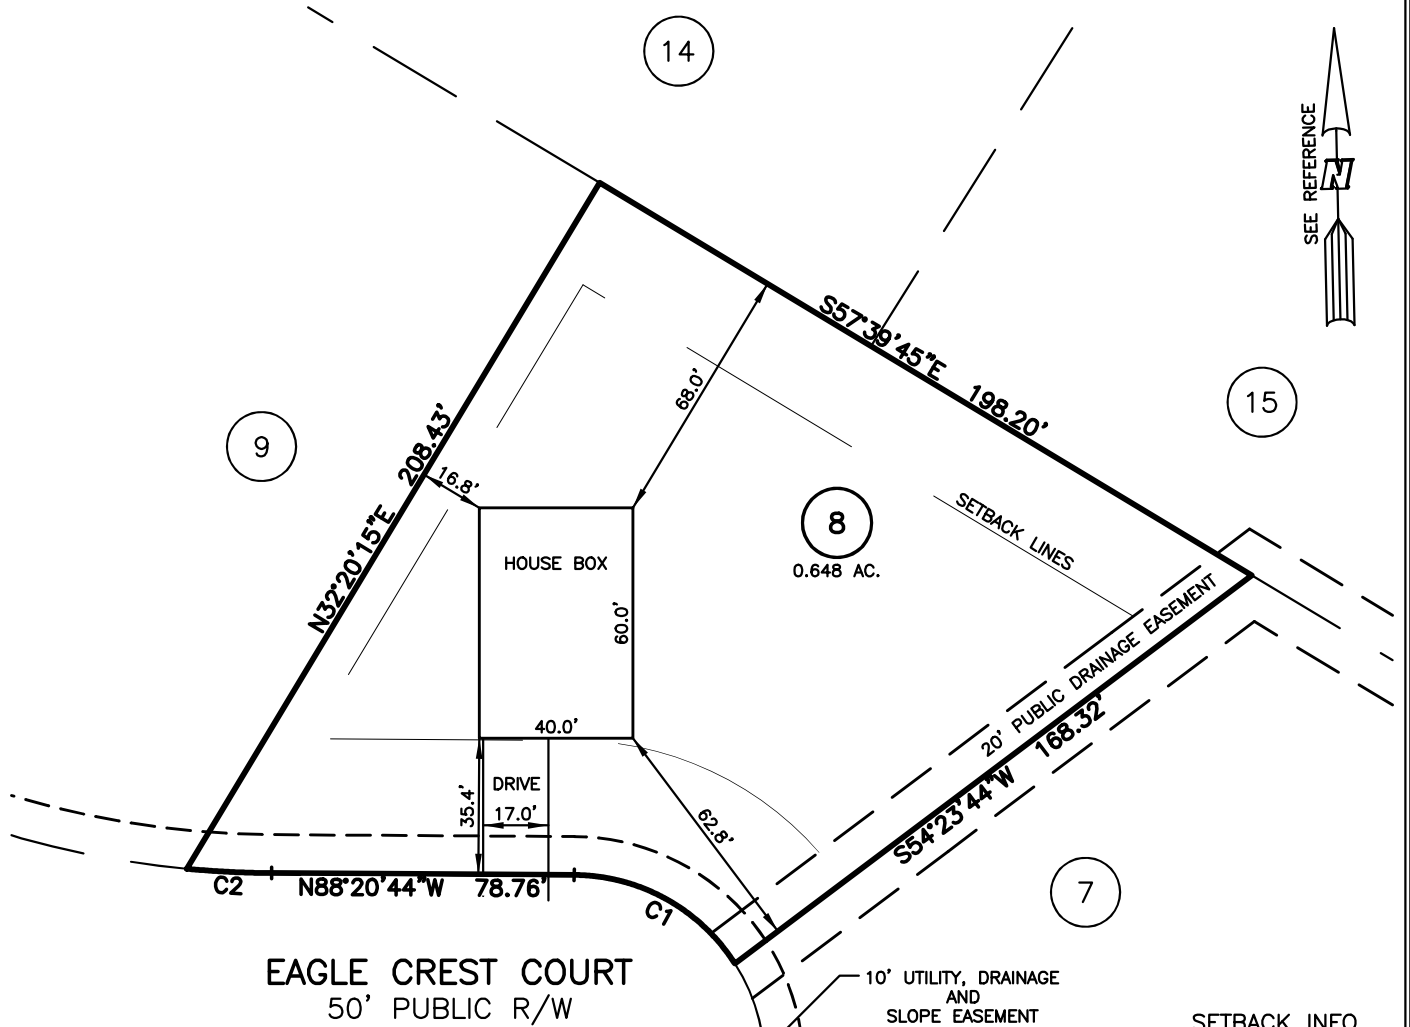 14
SEE REFERENCE
N
S57°39'45"E 198.20'
15
9
N32°20'15"E 208.43'
16.8'
68.0'
8
0.648 AC.
SETBACK LINES
HOUSE BOX
60.0'
40.0'
20' PUBLIC DRAINAGE EASEMENT
S54°23'44"W 168.32'
35.4'
DRIVE
17.0'
62.8'
7
C2
N88°20'44"W 78.76'
C1
EAGLE CREST COURT
50' PUBLIC R/W
10' UTILITY, DRAINAGE
AND
SLOPE EASEMENT
SETBACK INFO